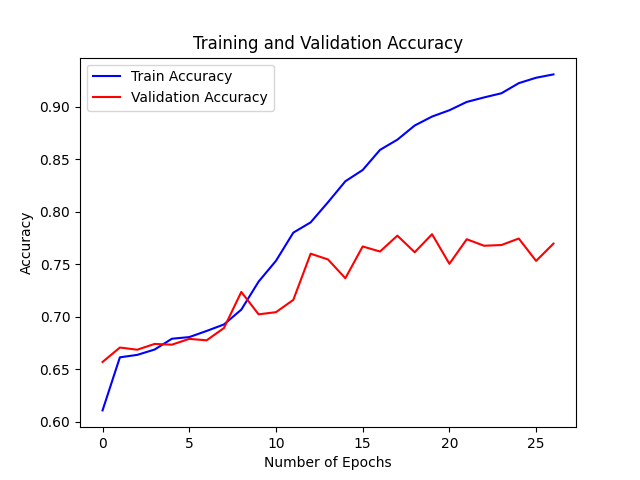 Training and Validation Accuracy
Train Accuracy
Validation Accuracy
0.90
0.85
0.80
0.75
0.70
0.65
0.60
Accuracy
0 5 10 15 20 25
Number of Epochs